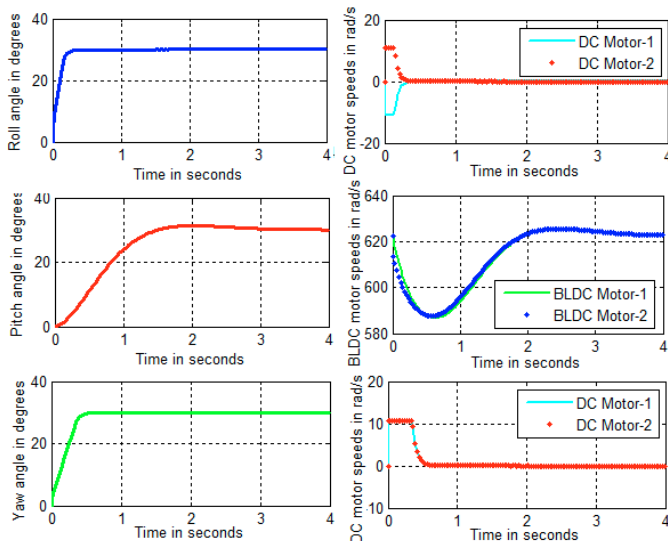 Roll angle in degrees
40
20
0
0
1
2
3
4
Time in seconds
DC motor speeds in rad/s
20
0
-20
0
1
2
3
4
Time in seconds
DC Motor-1
DC Motor-2
Pitch angle in degrees
40
20
0
0
1
2
3
4
Time in seconds
BLDC motor speeds in rad/s
640
620
600
580
0
1
2
3
4
Time in seconds
BLDC Motor-1
BLDC Motor-2
Yaw angle in degrees
40
20
0
0
1
2
3
4
Time in seconds
DC motor speeds in rad/s
20
10
0
-10
0
1
2
3
4
Time in seconds
DC Motor-1
DC Motor-2